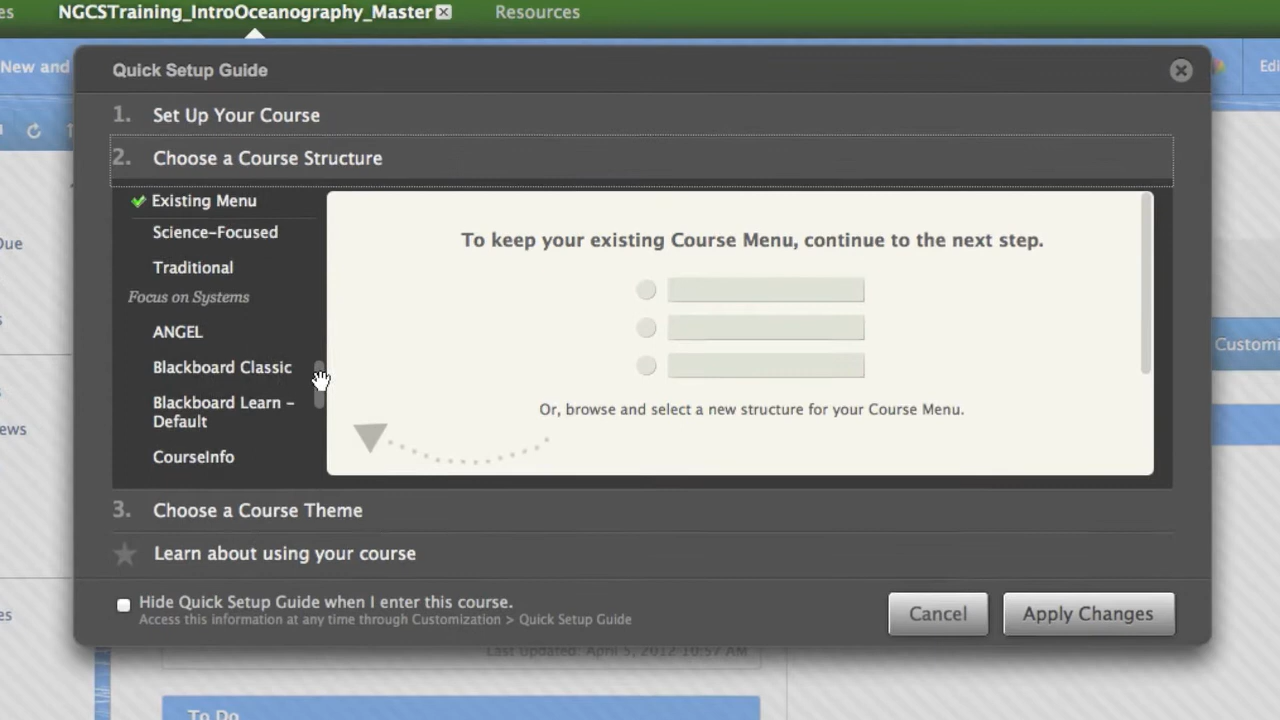 es NGCSTraining_IntroOceanography_Master Resources
New and
Edi
Quick Setup Guide
1. Set Up Your Course
2. Choose a Course Structure
Existing Menu
Science-Focused
Traditional
Focus on Systems
ANGEL
Blackboard Classic
Blackboard Learn –
Default
CourseInfo
To keep your existing Course Menu, continue to the next step.
Or, browse and select a new structure for your Course Menu.
Due
s
ews
Customi
3. Choose a Course Theme
Learn about using your course
Hide Quick Setup Guide when I enter this course.
Access this information at any time through Customization > Quick Setup Guide
Cancel
Apply Changes
es
Last Updated: April 5, 2012 10:57 AM
To Do